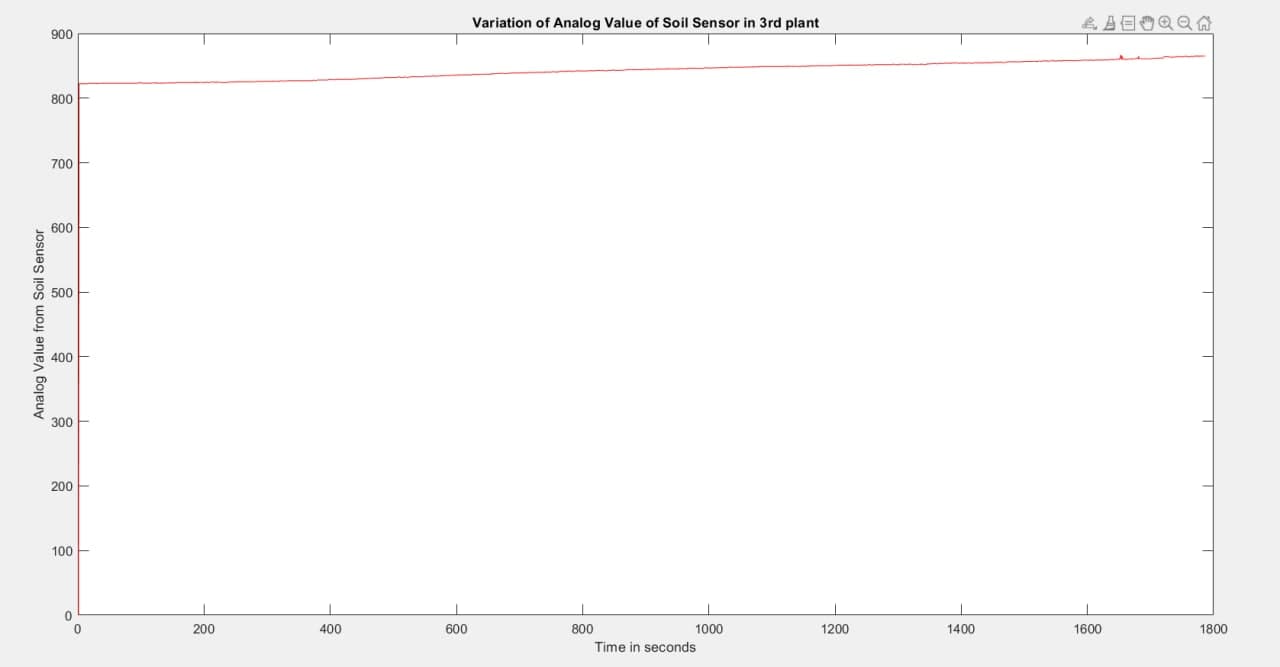 Variation of Analog Value of Soil Sensor in 3rd plant
900
800
700
600
500
400
300
200
100
0
Analog Value from Soil Sensor
0 200 400 600 800 1000 1200 1400 1600 1800
Time in seconds